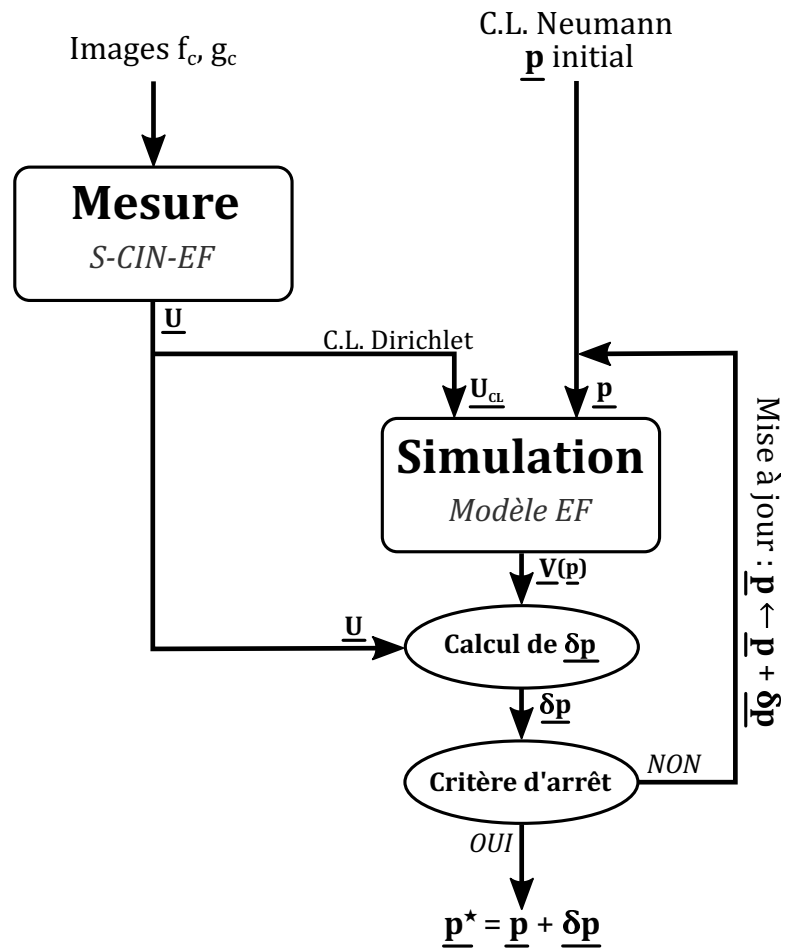 Images f_c, g_c
C.L. Neumann
p initial
Mesure
S-CIN-EF
U
C.L. Dirichlet
U_CL
p
Simulation
Modèle EF
V(p)
U
Calcul de δp
δp
Critère d'arrêt
NON
OUI
Mise à jour : p ← p + δp
p★ = p + δp